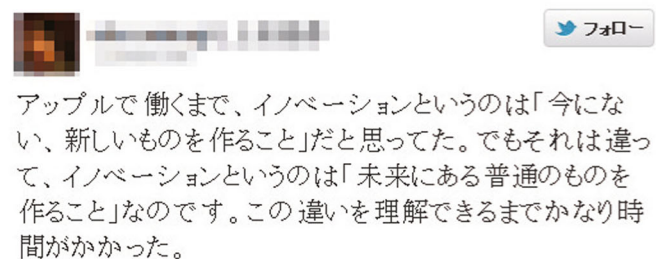 フォロー
アップルで働くまで、イノベーションというのは「今にな
い、新しいものを作ること」だと思ってた。でもそれは違っ
て、イノベーションというのは「未来にある普通のものを
作ること」なのです。この違いを理解できるまでかなり時
間がかかった。